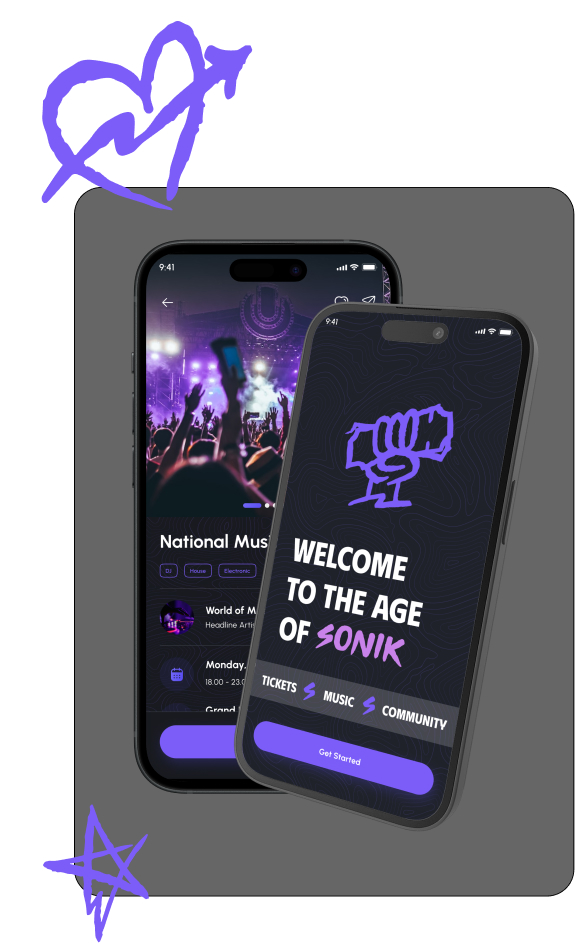 9:41
National Musi
DJ
House
Electronic
World of M
Headline Artis
Monday,
18.00 - 23.0
Grand
9:41
WELCOME
TO THE AGE
OF SONIK
TICKETS MUSIC COMMUNITY
Get Started